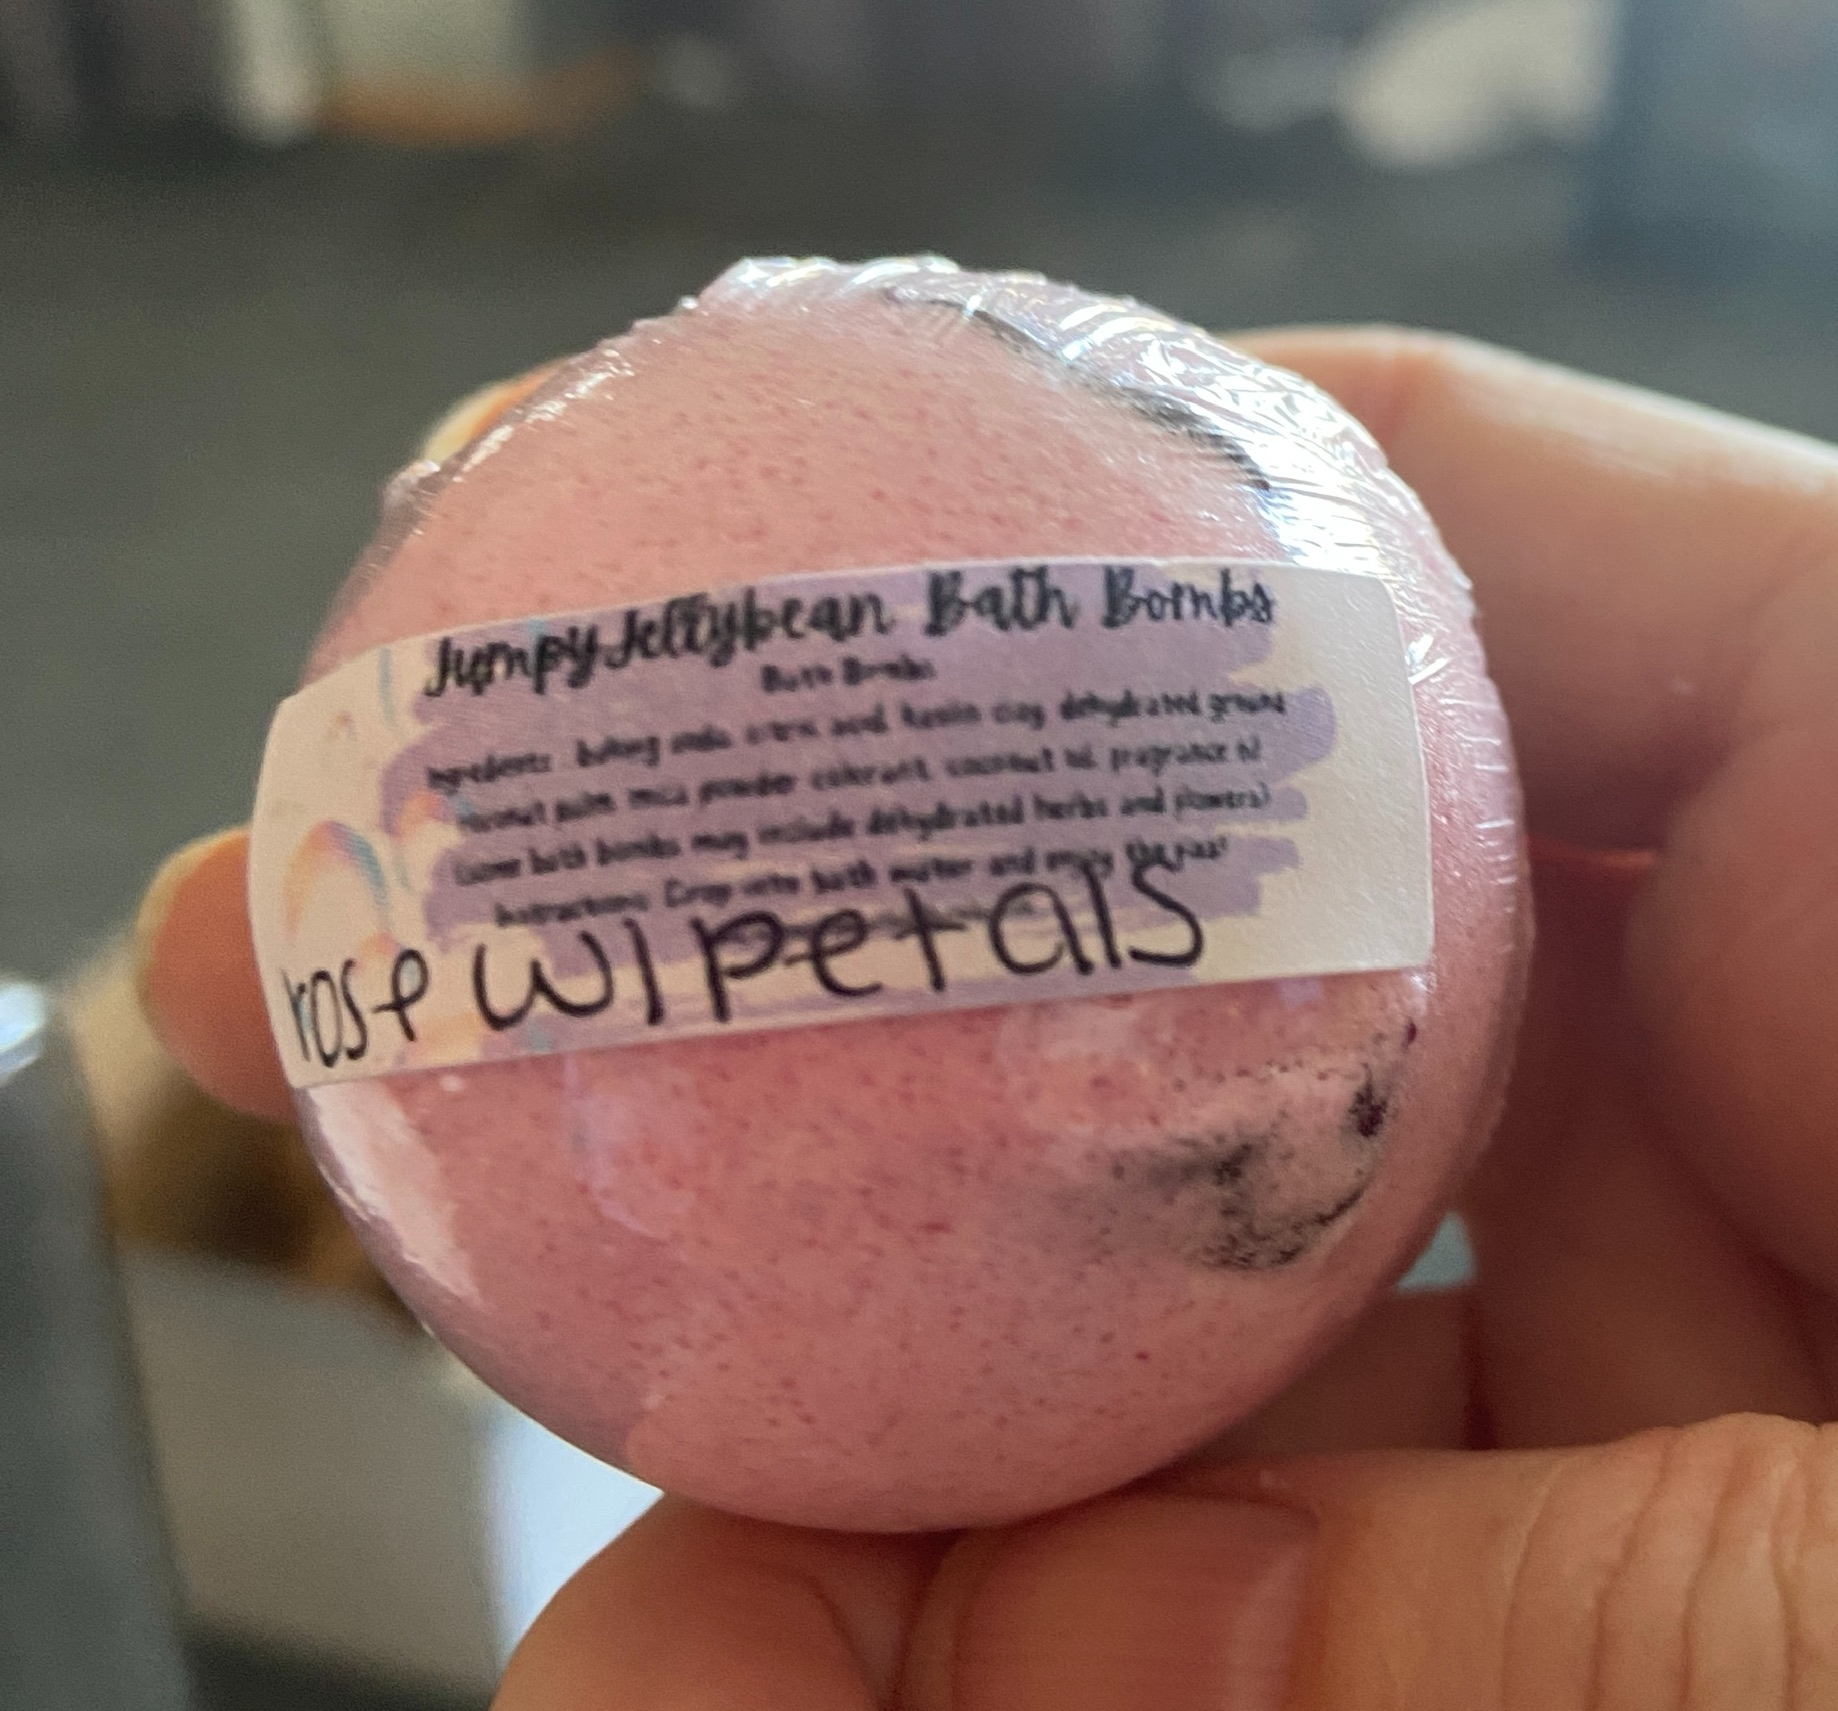 JumpyJellybean Bath Bombs
Bath Bombs
Ingredients: baking soda, citric acid, kaolin clay, dehydrated ground
coconut palm, mica powder colorant, coconut oil, fragrance oil
(some bath bombs may include dehydrated herbs and flowers)
Instructions: Drop into bath water and enjoy the fizz!
rose w/petals